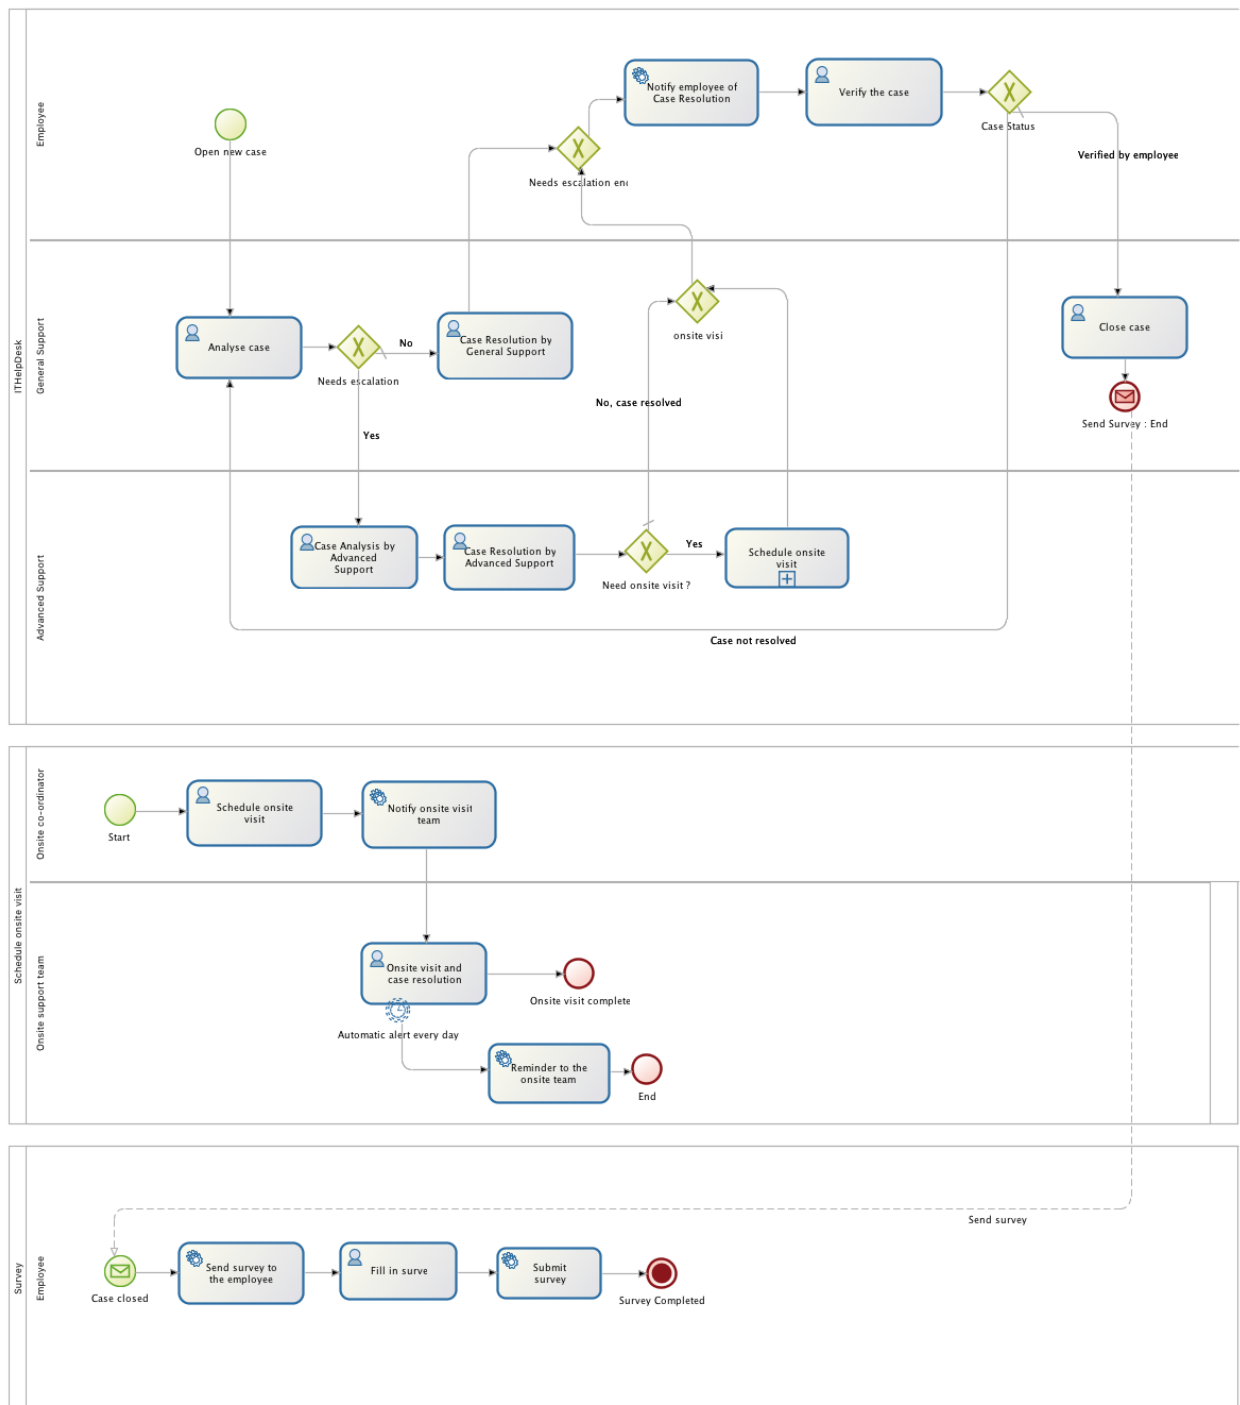 ITHelpDesk
Employee
Open new case
Notify employee of
Case Resolution
Verify the case
Case Status
Verified by employee
Needs escalation end
General Support
Analyse case
Needs escalation
No
Yes
Case Resolution by
General Support
onsite visi
No, case resolved
Close case
Send Survey : End
Advanced Support
Case Analysis by
Advanced
Support
Case Resolution by
Advanced Support
Need onsite visit ?
Yes
Schedule onsite
visit
Case not resolved
Schedule onsite visit
Onsite co-ordinator
Start
Schedule onsite
visit
Notify onsite visit
team
Onsite support team
Onsite visit and
case resolution
Onsite visit complete
Automatic alert every day
Reminder to the
onsite team
End
Send survey
Survey
Employee
Case closed
Send survey to
the employee
Fill in surve
Submit
survey
Survey Completed